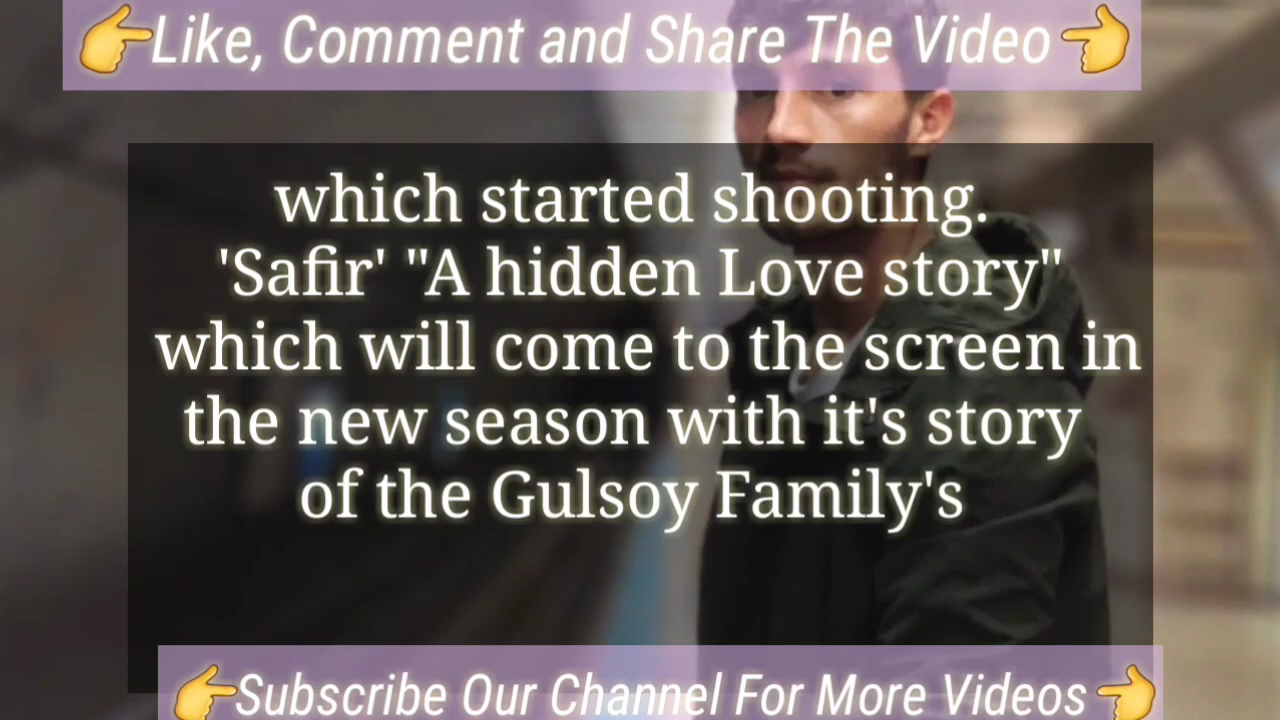 👉Like, Comment and Share The Video👈
which started shooting.
'Safir' "A hidden Love story"
which will come to the screen in
the new season with it's story
of the Gulsoy Family's
👉Subscribe Our Channel For More Videos👈